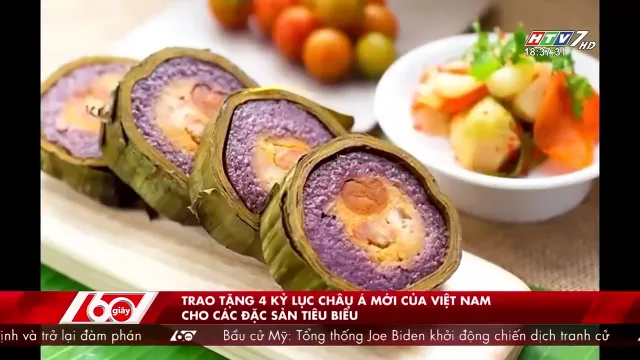 HTV7 HD
18:37:31
60 giây
TRAO TẶNG 4 KỶ LỤC CHÂU Á MỚI CỦA VIỆT NAM
CHO CÁC ĐẶC SẢN TIÊU BIỂU
ịnh và trở lại đàm phán 60 Bầu cử Mỹ: Tổng thống Joe Biden khởi động chiến dịch tranh cử